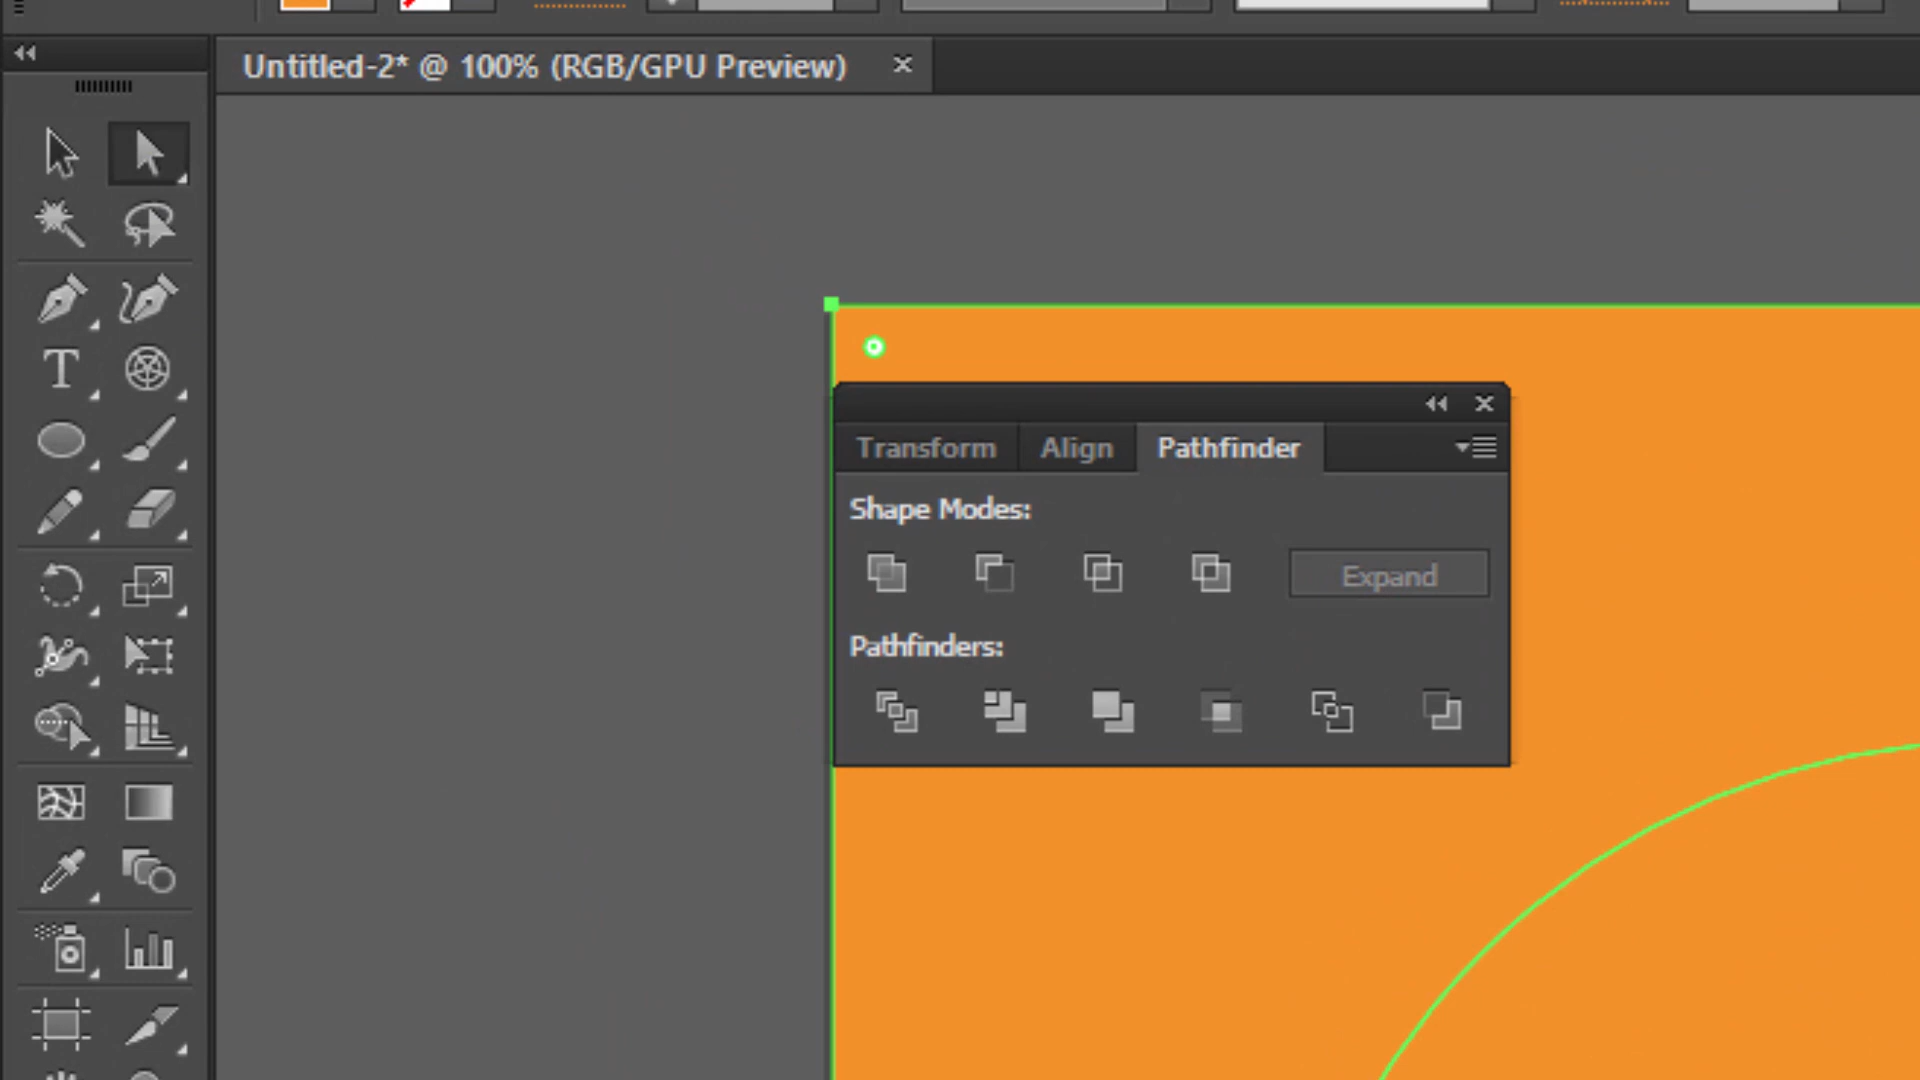 Untitled-2* @ 100% (RGB/GPU Preview)
Transform Align Pathfinder
Shape Modes:
Expand
Pathfinders: